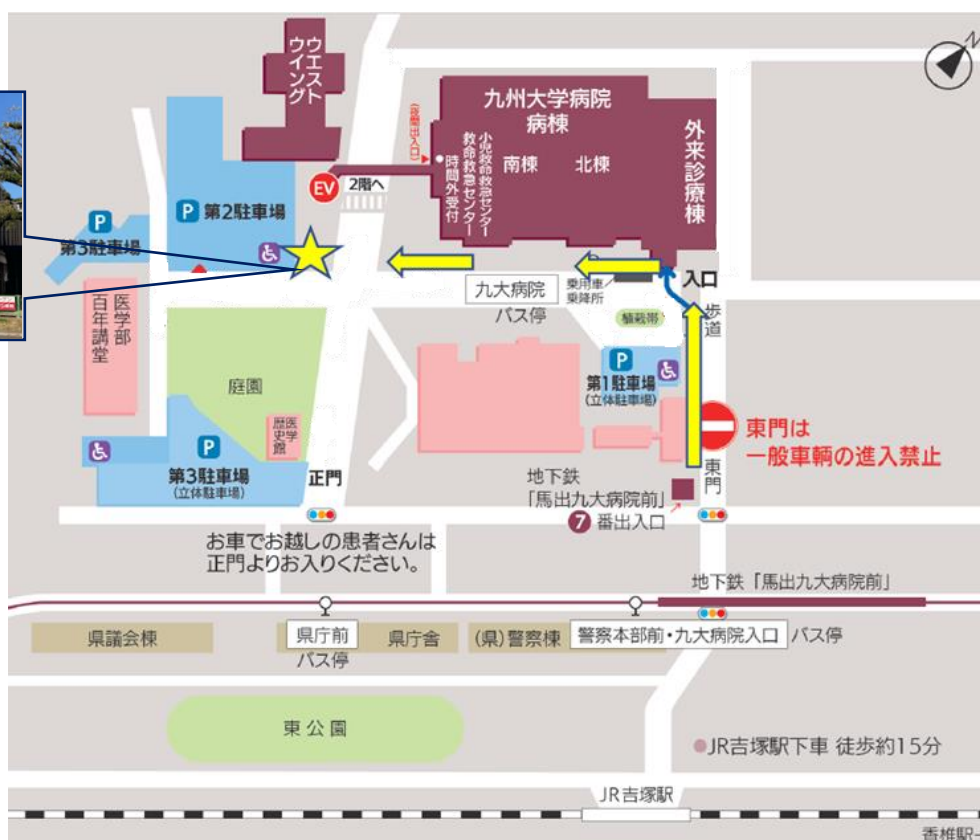 N
ウエスト
ウイング
九州大学病院
病棟
南棟
北棟
外来診療棟
小児救命救急センター
救命救急センター
時間外受付
(夜間出入口)
EV
2階へ
P 第2駐車場
P
第3駐車場
入口
歩道
乗用車
乗降所
九大病院
バス停
植栽帯
医学部
百年講堂
庭園
P
第1駐車場
(立体駐車場)
東門は
一般車輌の進入禁止
医学
歴史館
P
第3駐車場
(立体駐車場)
正門
東門
地下鉄
「馬出九大病院前」
7 番出入口
お車でお越しの患者さんは
正門よりお入りください。
地下鉄「馬出九大病院前」
県議会棟
県庁前
バス停
県庁舎
(県)警察棟
警察本部前・九大病院入口 バス停
東公園
●JR吉塚駅下車 徒歩約15分
JR吉塚駅
香椎駅